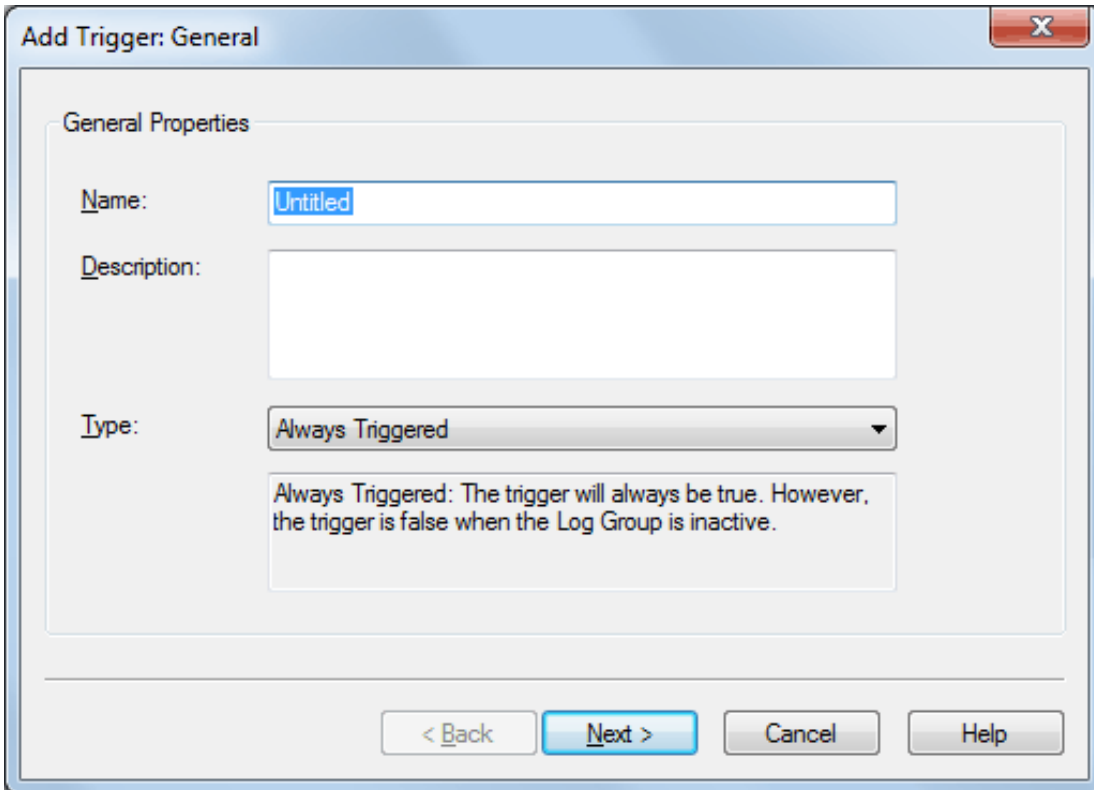 Add Trigger: General
General Properties
Name:
Untitled
Description:
Type:
Always Triggered
Always Triggered: The trigger will always be true. However,
the trigger is false when the Log Group is inactive.
< Back
Next >
Cancel
Help